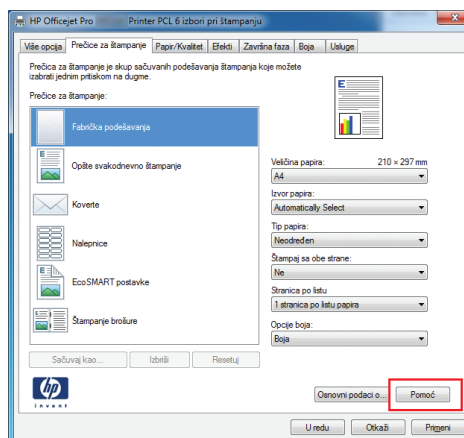 HP Officejet Pro Printer PCL 6 izbori pri štampanju
Više opcija Prečice za štampanje Papir/Kvalitet Efekti Završna faza Boja Usluge
Prečica za štampanje je skup sačuvanih podešavanja štampanja koje možete
izabrati jednim pritiskom na dugme.
Prečice za štampanje:
Fabrička podešavanja
Opšte svakodnevno štampanje
Koverte
Nalepnice
EcoSMART postavke
Štampanje brošure
Veličina papira: 210 × 297 mm
A4
Izvor papira:
Automatically Select
Tip papira:
Neodređen
Štampaj sa obe strane:
Ne
Stranica po listu
1 stranica po listu papira
Opcije boja:
Boja
Sačuvaj kao... Izbriši Resetuj
hp
invent
Osnovni podaci o... Pomoć
U redu Otkaži Primeni